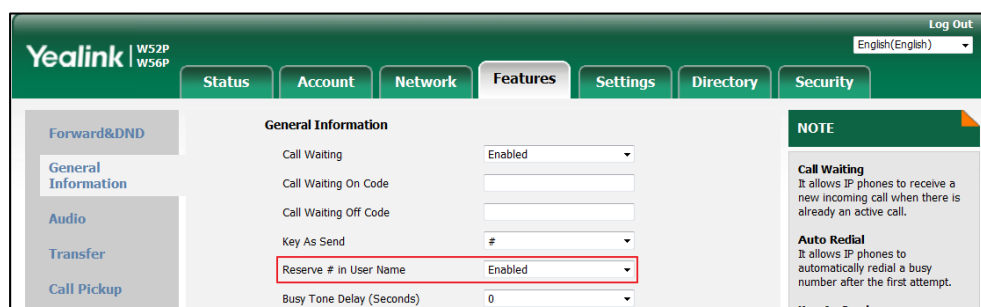 Log Out
Yealink W52P W56P
English(English)
Status Account Network Features Settings Directory Security
Forward&DND
General
Information
Audio
Transfer
Call Pickup
General Information
Call Waiting Enabled
Call Waiting On Code
Call Waiting Off Code
Key As Send #
Reserve # in User Name Enabled
Busy Tone Delay (Seconds) 0
NOTE
Call Waiting
It allows IP phones to receive a
new incoming call when there is
already an active call.
Auto Redial
It allows IP phones to
automatically redial a busy
number after the first attempt.